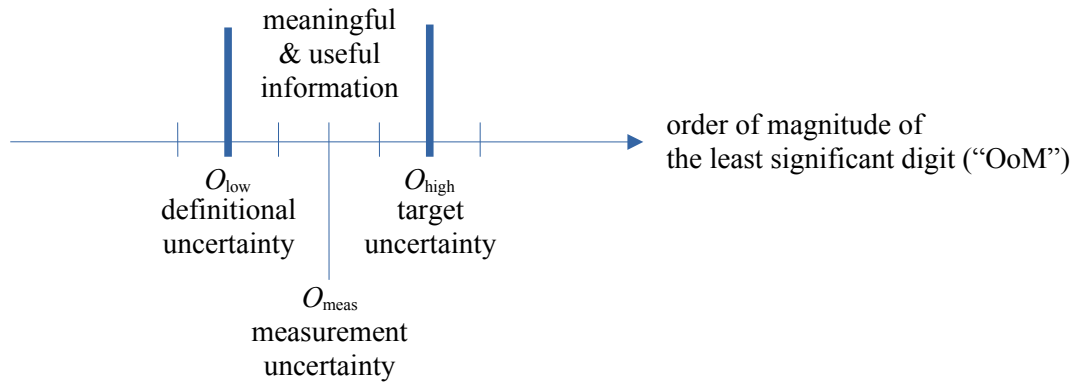 meaningful
& useful
information
order of magnitude of
the least significant digit (“OoM”)
Olow
definitional
uncertainty
Ohigh
target
uncertainty
Omeas
measurement
uncertainty